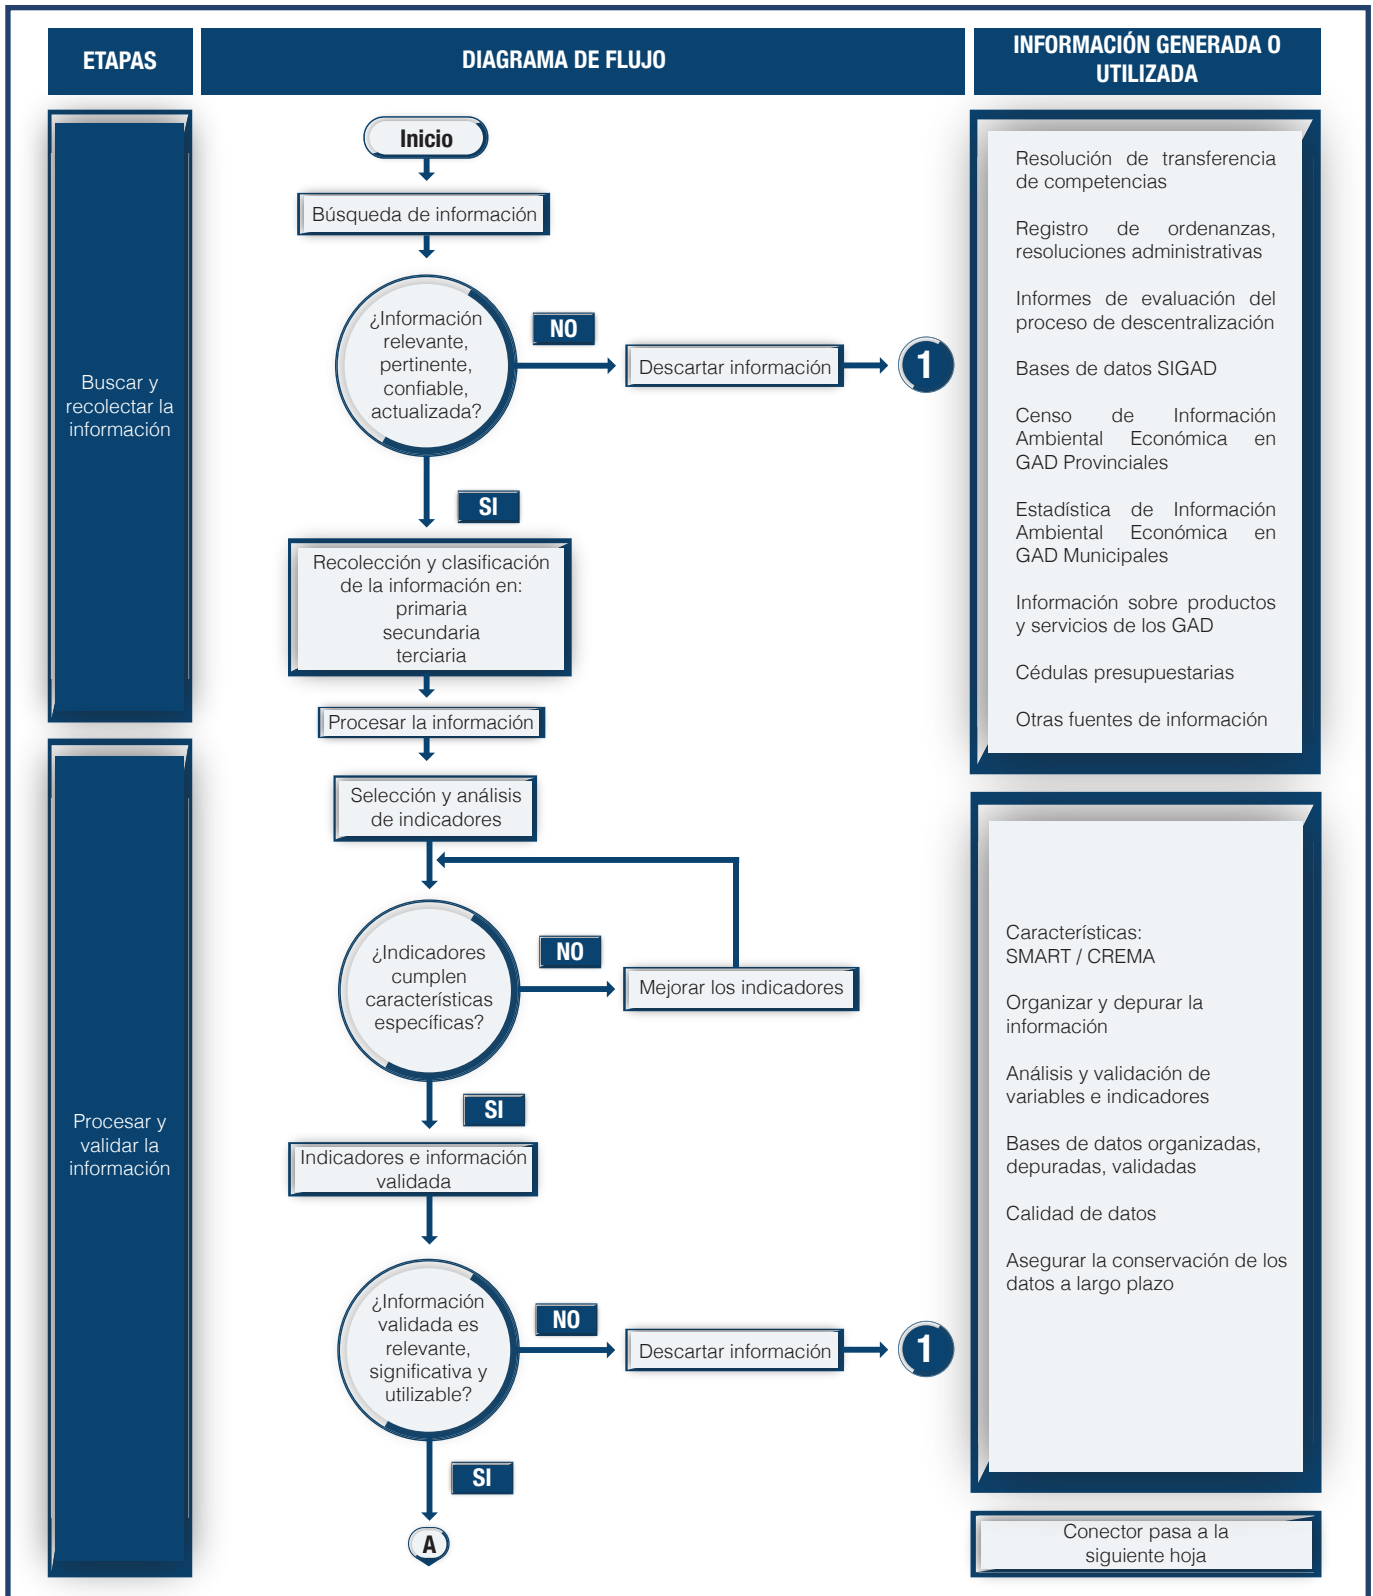 ETAPAS
DIAGRAMA DE FLUJO
INFORMACIÓN GENERADA O
UTILIZADA
Buscar y
recolectar la
información
Inicio
Búsqueda de información
¿Información
relevante,
pertinente,
confiable,
actualizada?
NO
Descartar información
1
SI
Recolección y clasificación
de la información en:
primaria
secundaria
terciaria
Procesar la información
Resolución de transferencia
de competencias
Registro de ordenanzas,
resoluciones administrativas
Informes de evaluación del
proceso de descentralización
Bases de datos SIGAD
Censo de Información
Ambiental Económica en
GAD Provinciales
Estadística de Información
Ambiental Económica en
GAD Municipales
Información sobre productos
y servicios de los GAD
Cédulas presupuestarias
Otras fuentes de información
Procesar y
validar la
información
Selección y análisis
de indicadores
¿Indicadores
cumplen
características
específicas?
NO
Mejorar los indicadores
SI
Indicadores e información
validada
¿Información
validada es
relevante,
significativa y
utilizable?
NO
Descartar información
1
SI
A
Características:
SMART / CREMA
Organizar y depurar la
información
Análisis y validación de
variables e indicadores
Bases de datos organizadas,
depuradas, validadas
Calidad de datos
Asegurar la conservación de los
datos a largo plazo
Conector pasa a la
siguiente hoja